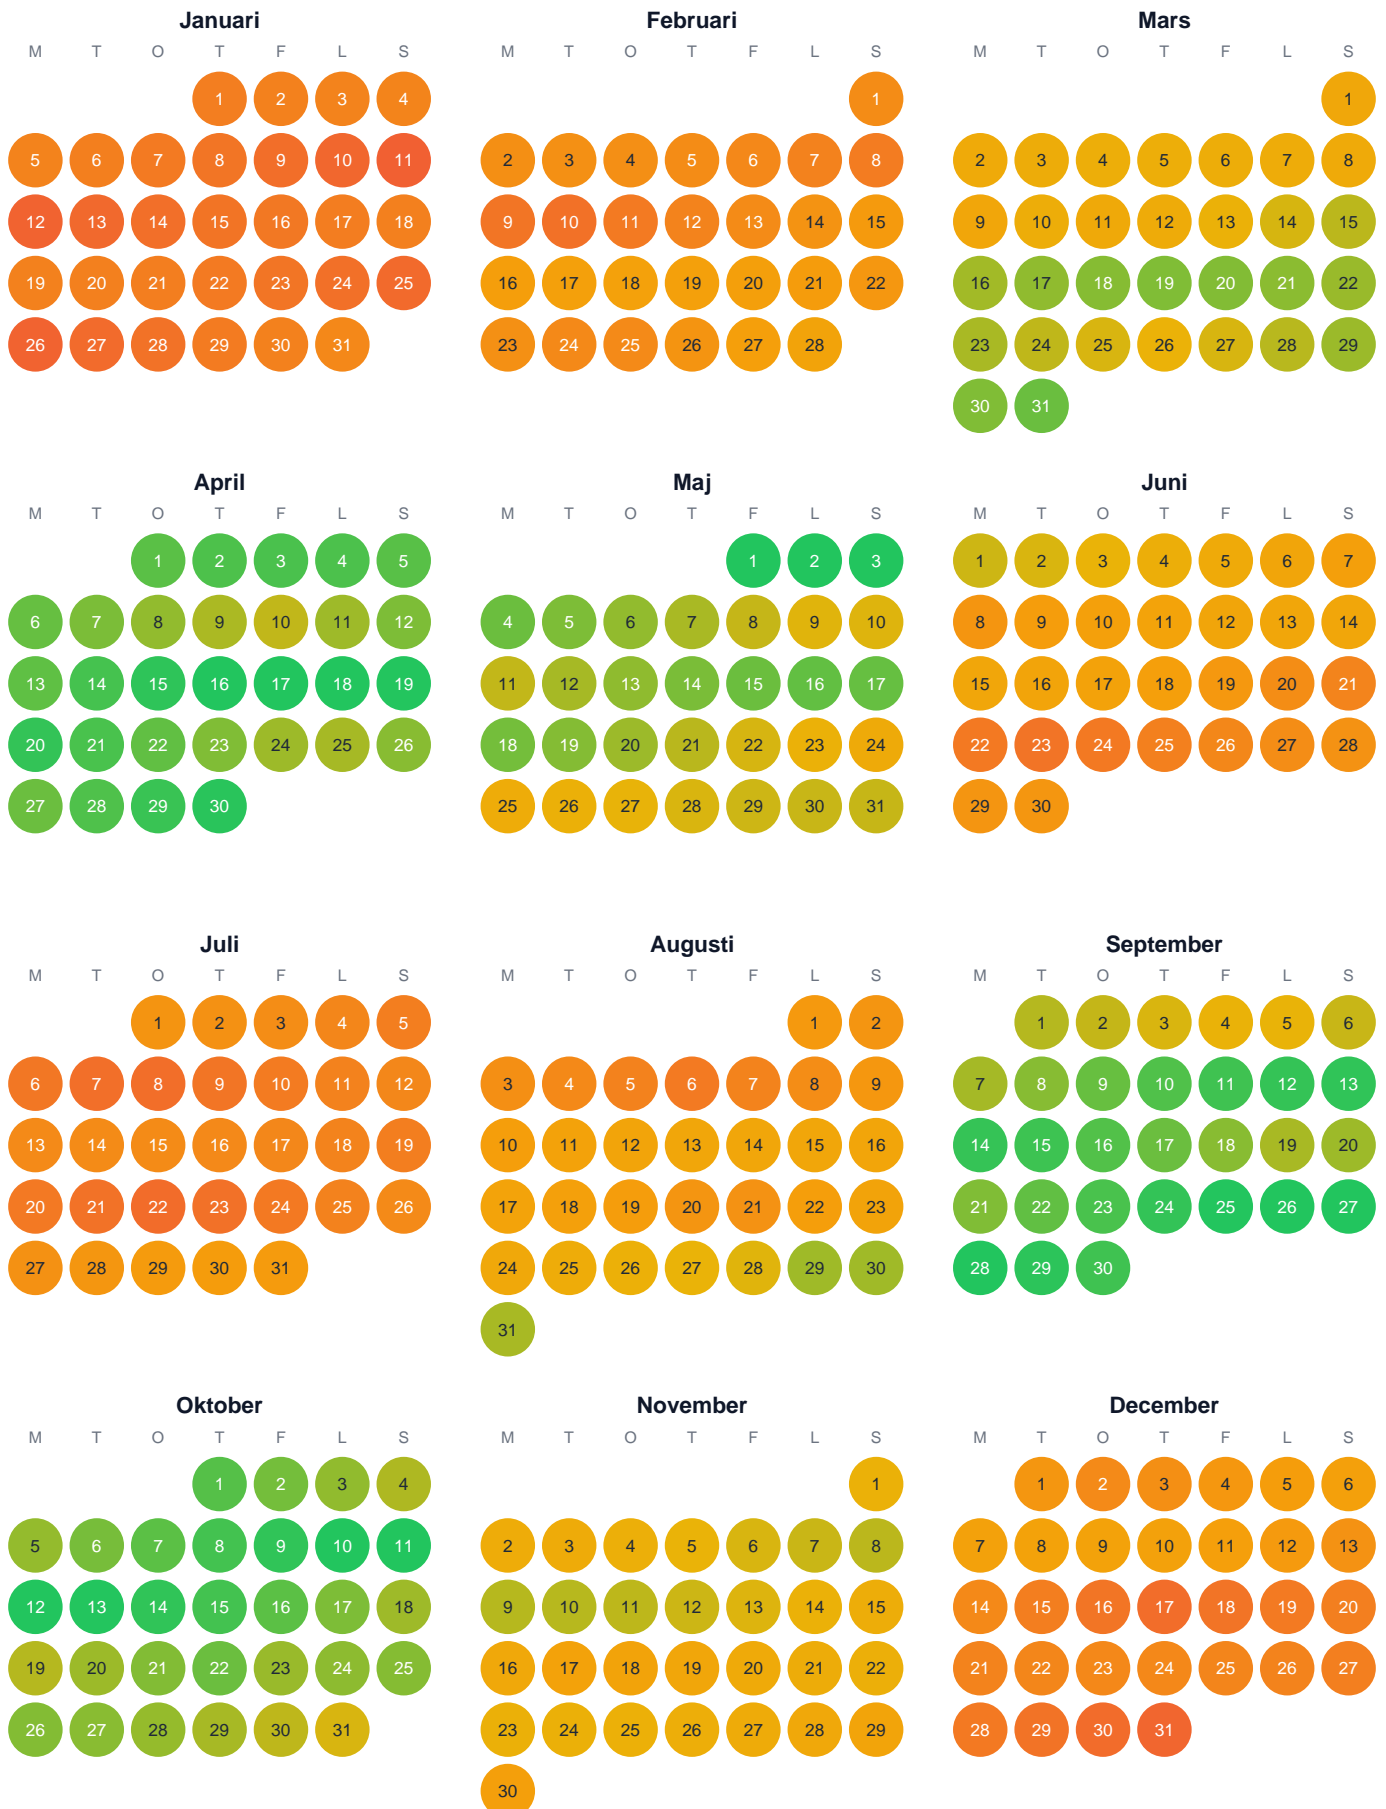 Januari
M T O T F L S
1 2 3 4
5 6 7 8 9 10 11
12 13 14 15 16 17 18
19 20 21 22 23 24 25
26 27 28 29 30 31
Februari
M T O T F L S
1
2 3 4 5 6 7 8
9 10 11 12 13 14 15
16 17 18 19 20 21 22
23 24 25 26 27 28
Mars
M T O T F L S
1
2 3 4 5 6 7 8
9 10 11 12 13 14 15
16 17 18 19 20 21 22
23 24 25 26 27 28 29
30 31
April
M T O T F L S
1 2 3 4 5
6 7 8 9 10 11 12
13 14 15 16 17 18 19
20 21 22 23 24 25 26
27 28 29 30
Maj
M T O T F L S
1 2 3
4 5 6 7 8 9 10
11 12 13 14 15 16 17
18 19 20 21 22 23 24
25 26 27 28 29 30 31
Juni
M T O T F L S
1 2 3 4 5 6 7
8 9 10 11 12 13 14
15 16 17 18 19 20 21
22 23 24 25 26 27 28
29 30
Juli
M T O T F L S
1 2 3 4 5
6 7 8 9 10 11 12
13 14 15 16 17 18 19
20 21 22 23 24 25 26
27 28 29 30 31
Augusti
M T O T F L S
1 2
3 4 5 6 7 8 9
10 11 12 13 14 15 16
17 18 19 20 21 22 23
24 25 26 27 28 29 30
31
September
M T O T F L S
1 2 3 4 5 6
7 8 9 10 11 12 13
14 15 16 17 18 19 20
21 22 23 24 25 26 27
28 29 30
Oktober
M T O T F L S
1 2 3 4
5 6 7 8 9 10 11
12 13 14 15 16 17 18
19 20 21 22 23 24 25
26 27 28 29 30 31
November
M T O T F L S
1
2 3 4 5 6 7 8
9 10 11 12 13 14 15
16 17 18 19 20 21 22
23 24 25 26 27 28 29
30
December
M T O T F L S
1 2 3 4 5 6
7 8 9 10 11 12 13
14 15 16 17 18 19 20
21 22 23 24 25 26 27
28 29 30 31